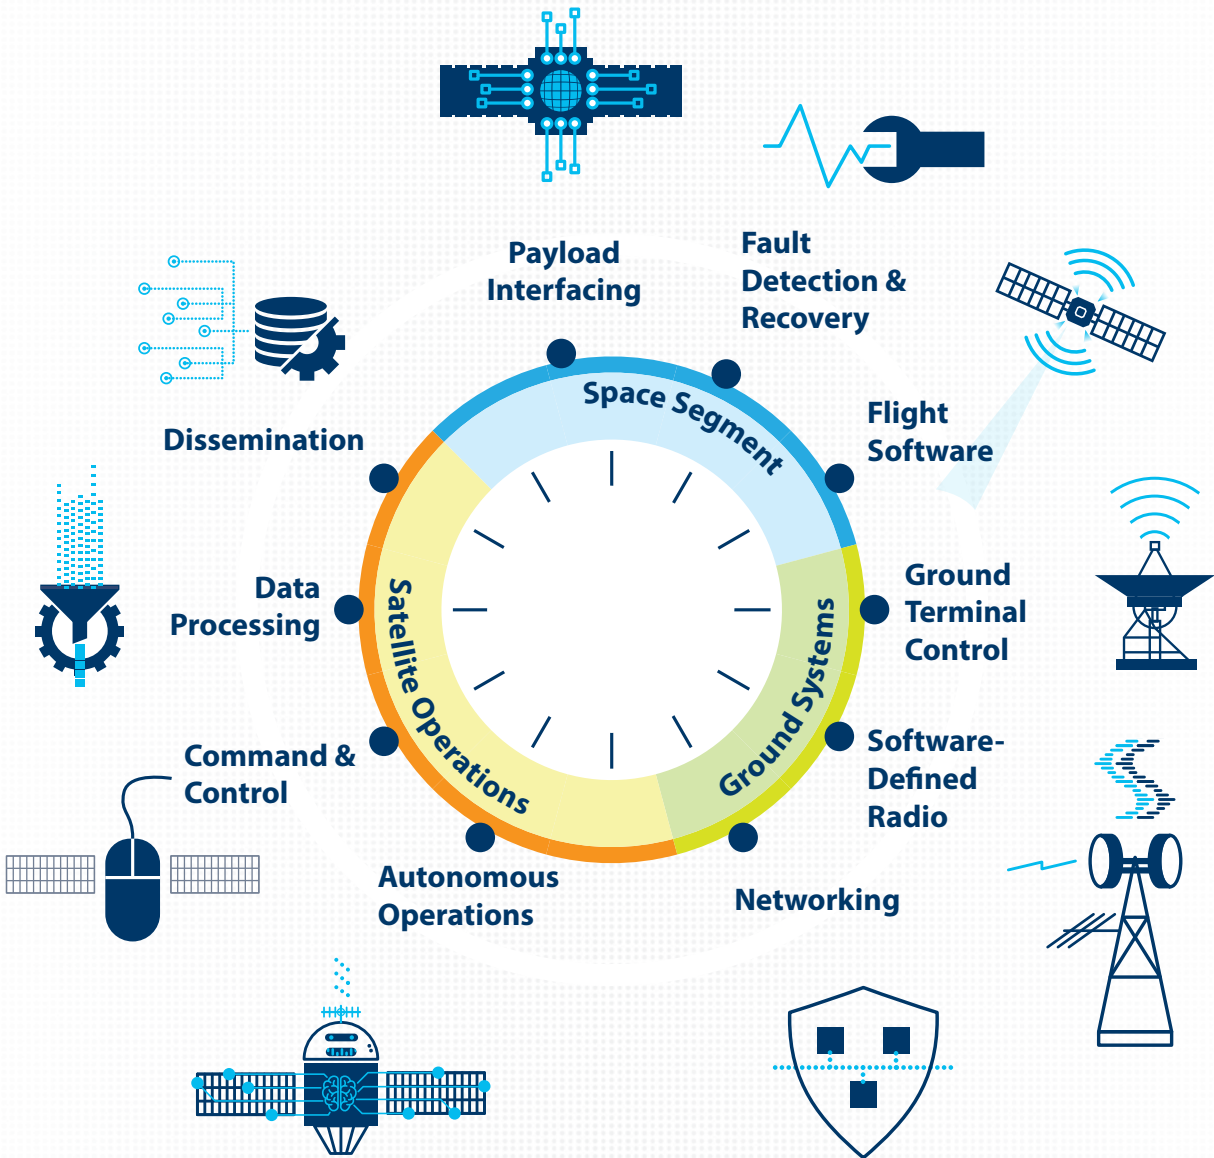 Payload
Interfacing
Fault
Detection &
Recovery
Flight
Software
Ground
Terminal
Control
Software-
Defined
Radio
Networking
Autonomous
Operations
Command &
Control
Data
Processing
Dissemination
Space Segment
Ground Systems
Satellite Operations